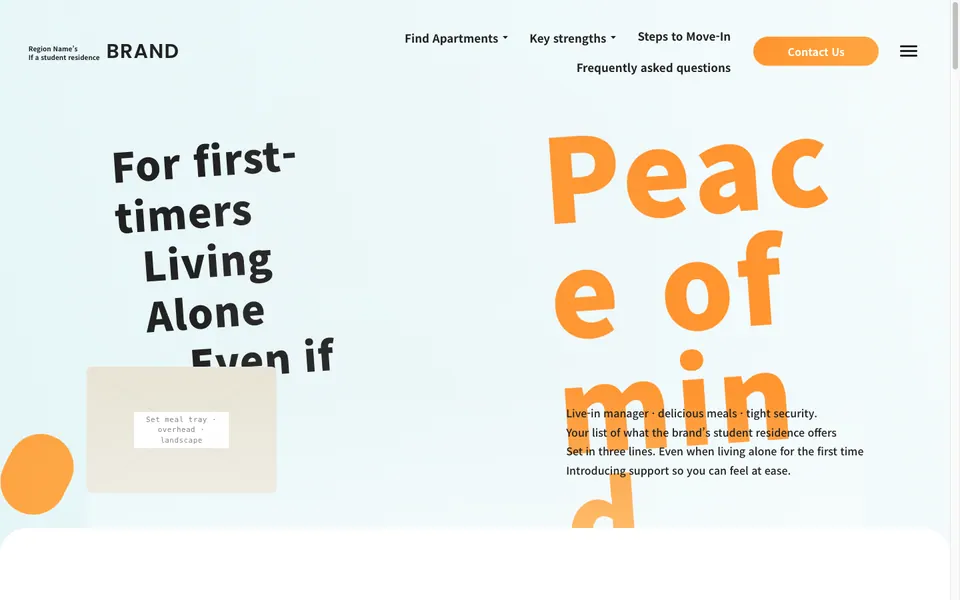 Region Name's
If a student residence
BRAND
Find Apartments
Key strengths
Steps to Move-In
Frequently asked questions
Contact Us
For first-
timers
Living
Alone
Even if
Peac
e of
min
d
Set meal tray ·
overhead ·
landscape
Live-in manager · delicious meals · tight security.
Your list of what the brand's student residence offers
Set in three lines. Even when living alone for the first time
Introducing support so you can feel at ease.